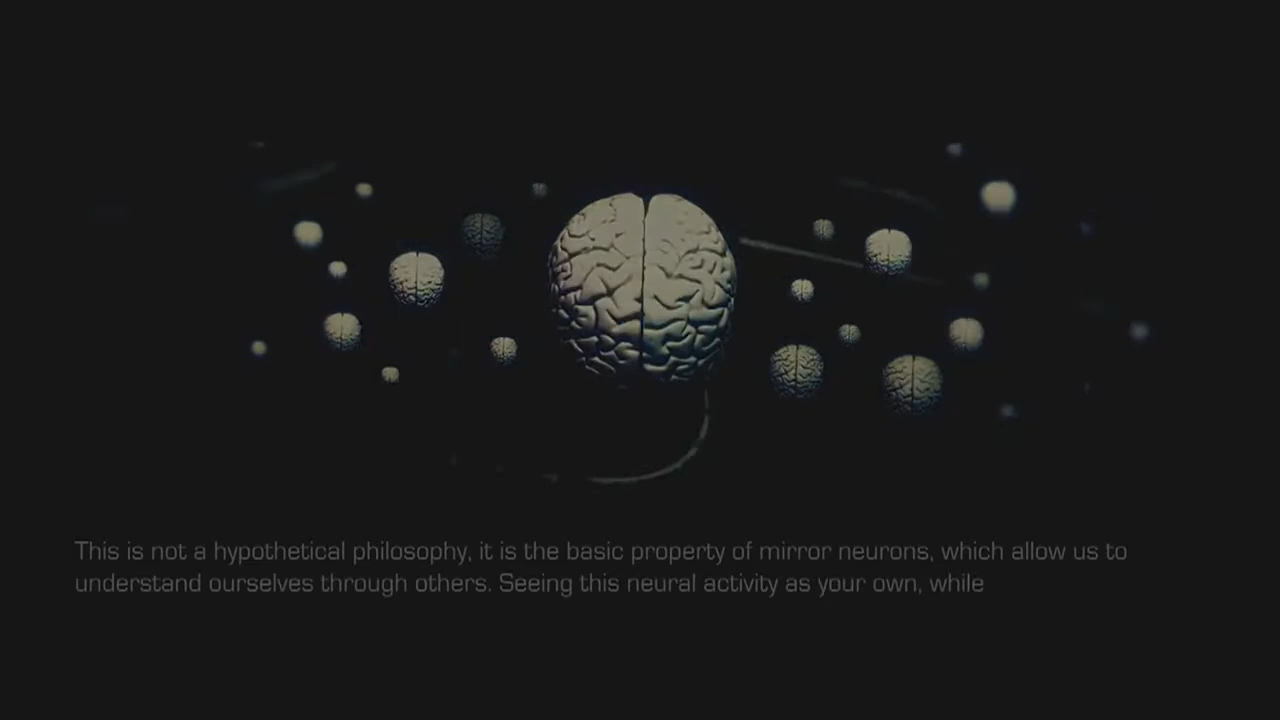 This is not a hypothetical philosophy, it is the basic property of mirror neurons, which allow us to
understand ourselves through others. Seeing this neural activity as your own, while